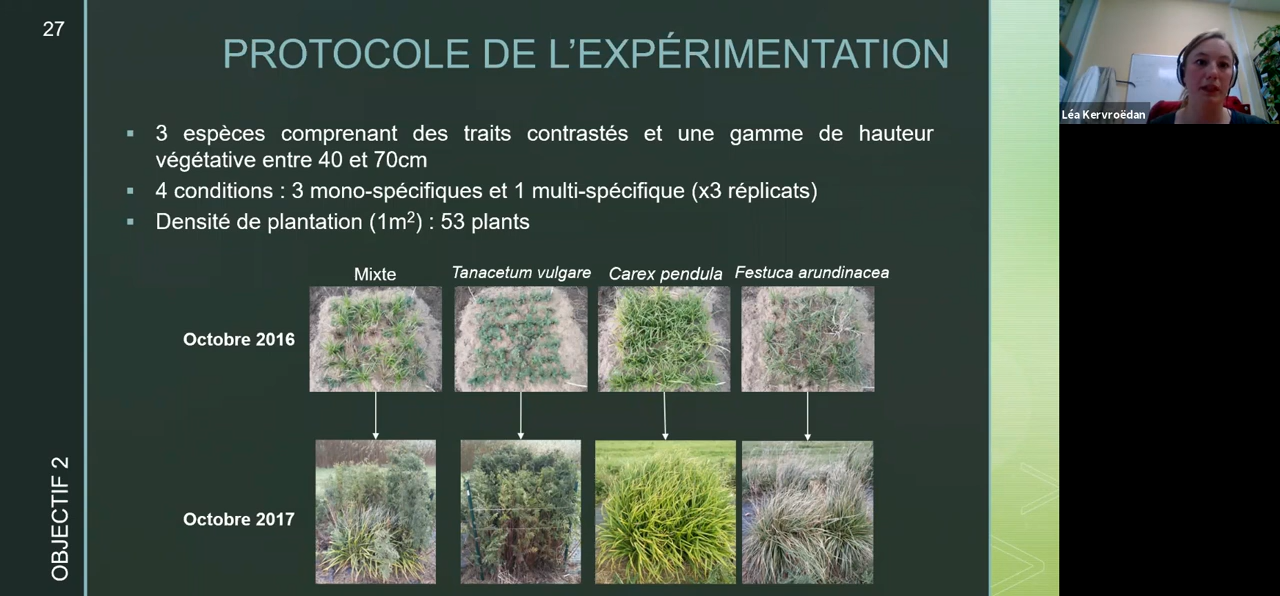 27
PROTOCOLE DE L’EXPÉRIMENTATION
Léa Kervroëdan
▪ 3 espèces comprenant des traits contrastés et une gamme de hauteur
végétative entre 40 et 70cm
▪ 4 conditions : 3 mono-spécifiques et 1 multi-spécifique (x3 réplicats)
▪ Densité de plantation (1m²) : 53 plants
Mixte Tanacetum vulgare Carex pendula Festuca arundinacea
Octobre 2016
Octobre 2017
OBJECTIF 2